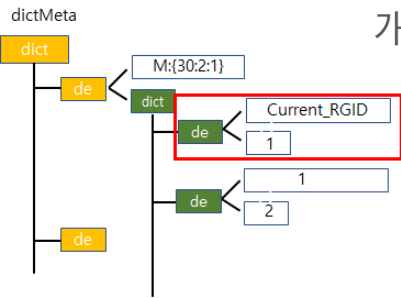 dictMeta
가
dict
de
M:{30:2:1}
dict
de
Current_RGID
1
de
1
2
de